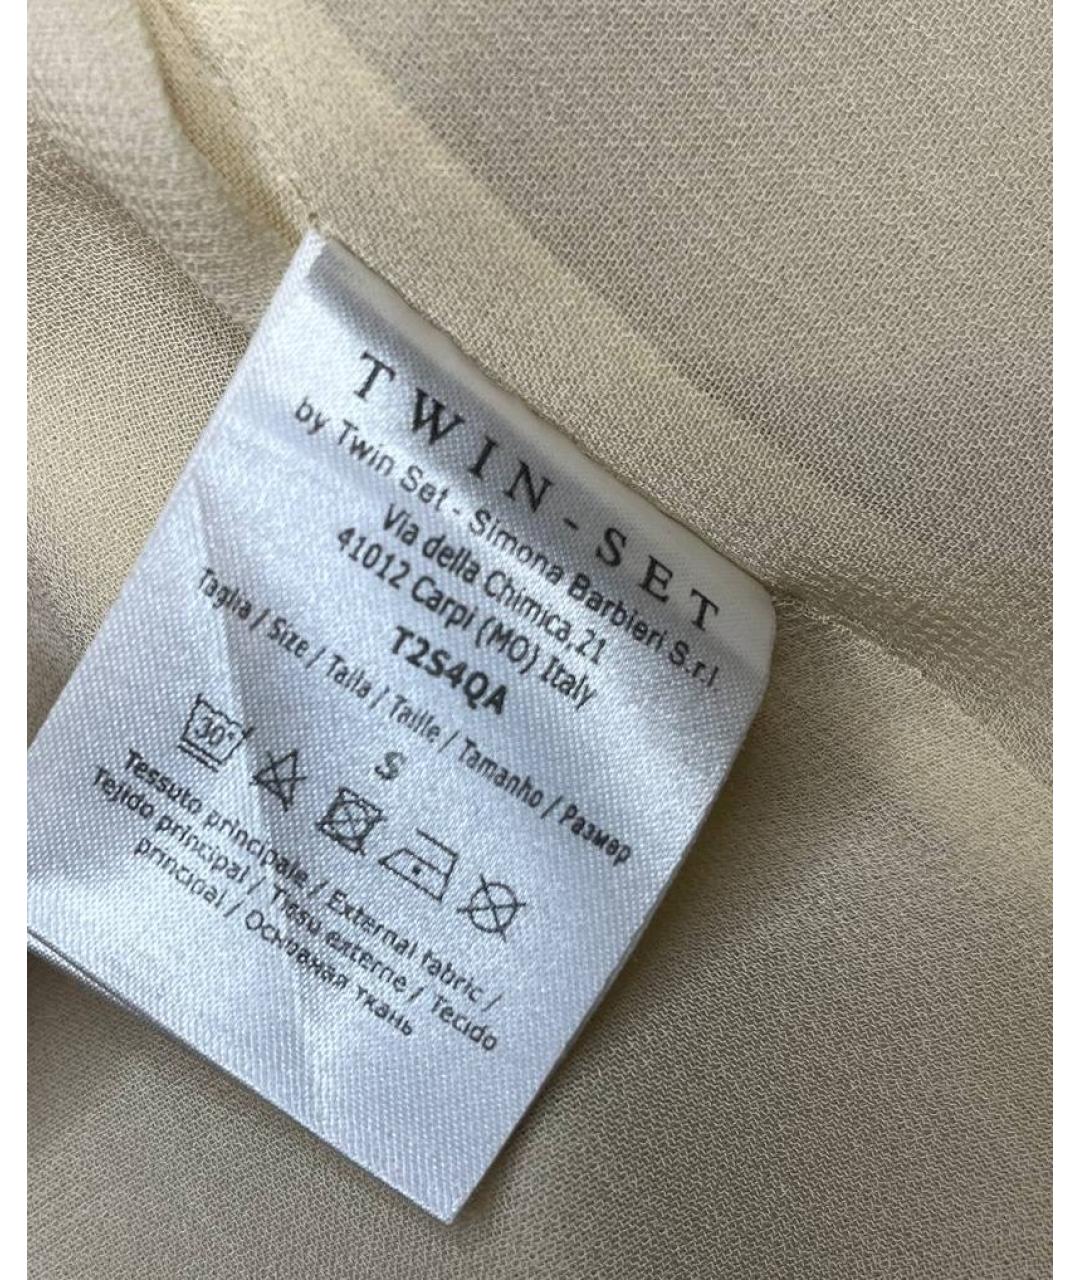 TWIN-SET
by Twin Set - Simona Barbieri S.r.l.
Via della Chimica,21
41012 Carpi (MO) Italy
T2S4QA
Taglia / Size / Talla / Taille / Tamanho / Размер
S
30°
Tessuto principale / External fabric /
Tejido principal / Tissu externe / Tecido
principal / Основная ткань